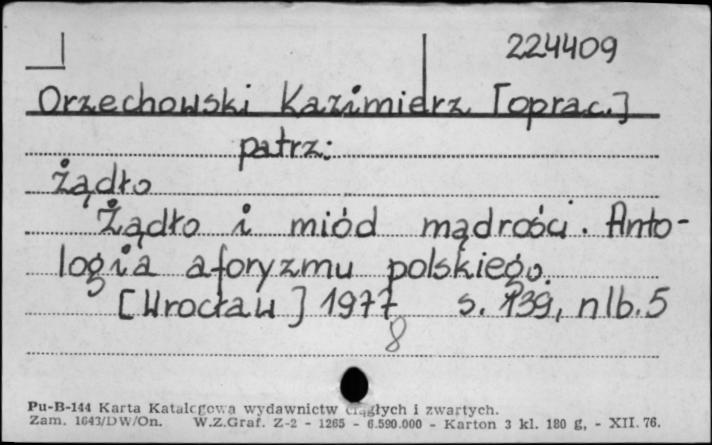 224409
Orzechowski Kazimierz [oprac.]
patrz:
żądło
Żądło i miód mądrości. Anto-
logia aforyzmu polskiego.
[Wrocław] 1977 s. 139, nlb. 5
8
Pu-B-144 Karta Katalogowa wydawnictw ciągłych i zwartych.
Zam. 1643/DW/On. W.Z.Graf. Z-2 - 1265 - 6.590.000 - Karton 3 kl. 180 g, - XII. 76.